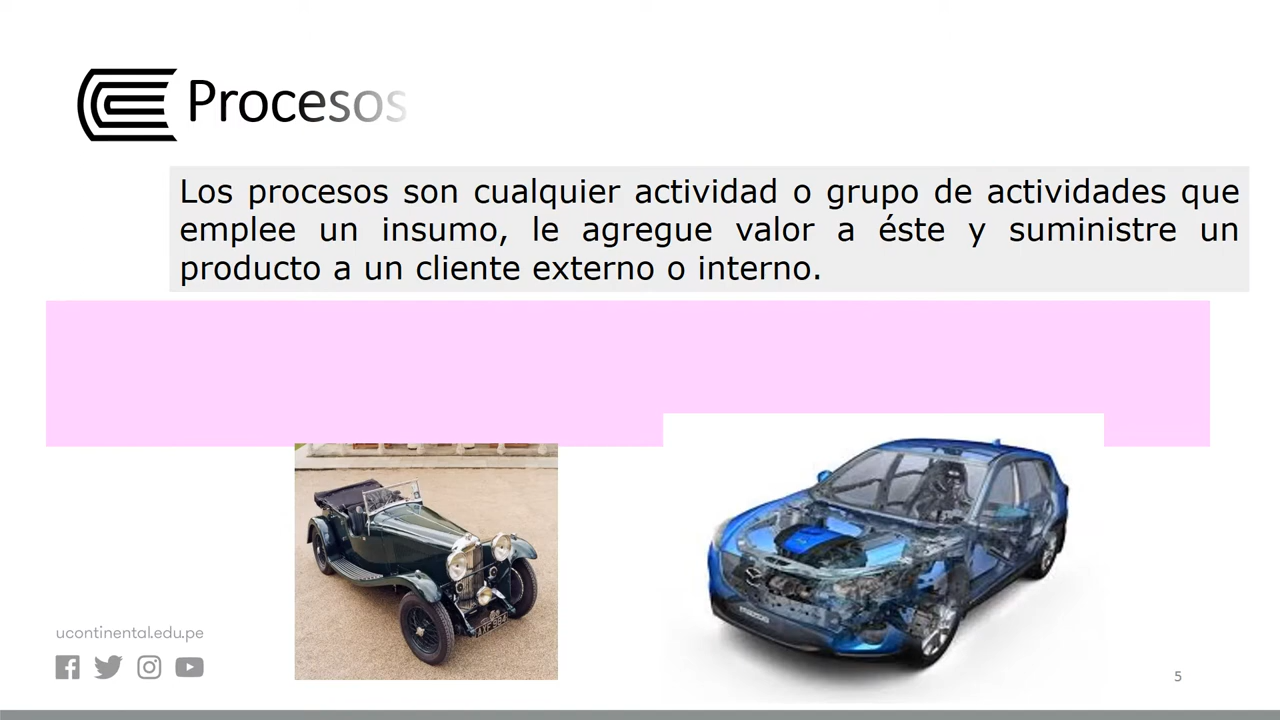 Procesos
Los procesos son cualquier actividad o grupo de actividades que
emplee un insumo, le agregue valor a éste y suministre un
producto a un cliente externo o interno.
ucontinental.edu.pe
5